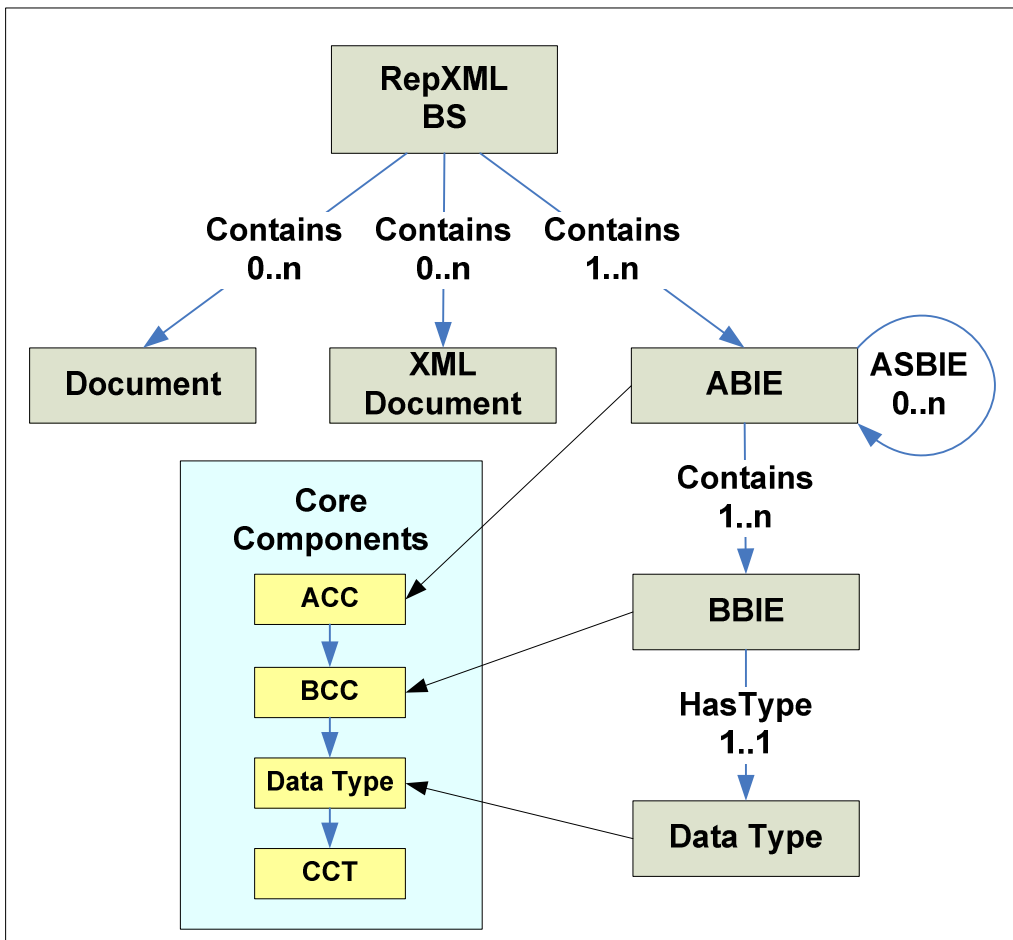 RepXML
BS
Contains
0..n
Contains
0..n
Contains
1..n
Document
XML
Document
ABIE
ASBIE
0..n
Contains
1..n
Core
Components
ACC
BBIE
BCC
HasType
1..1
Data Type
Data Type
CCT